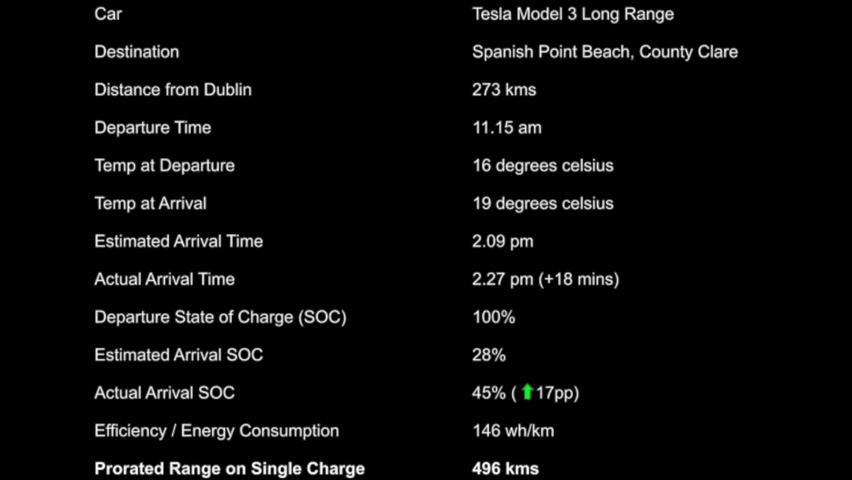 Car Tesla Model 3 Long Range
Destination Spanish Point Beach, County Clare
Distance from Dublin 273 kms
Departure Time 11.15 am
Temp at Departure 16 degrees celsius
Temp at Arrival 19 degrees celsius
Estimated Arrival Time 2.09 pm
Actual Arrival Time 2.27 pm (+18 mins)
Departure State of Charge (SOC) 100%
Estimated Arrival SOC 28%
Actual Arrival SOC 45% (⬆17pp)
Efficiency / Energy Consumption 146 wh/km
Prorated Range on Single Charge 496 kms